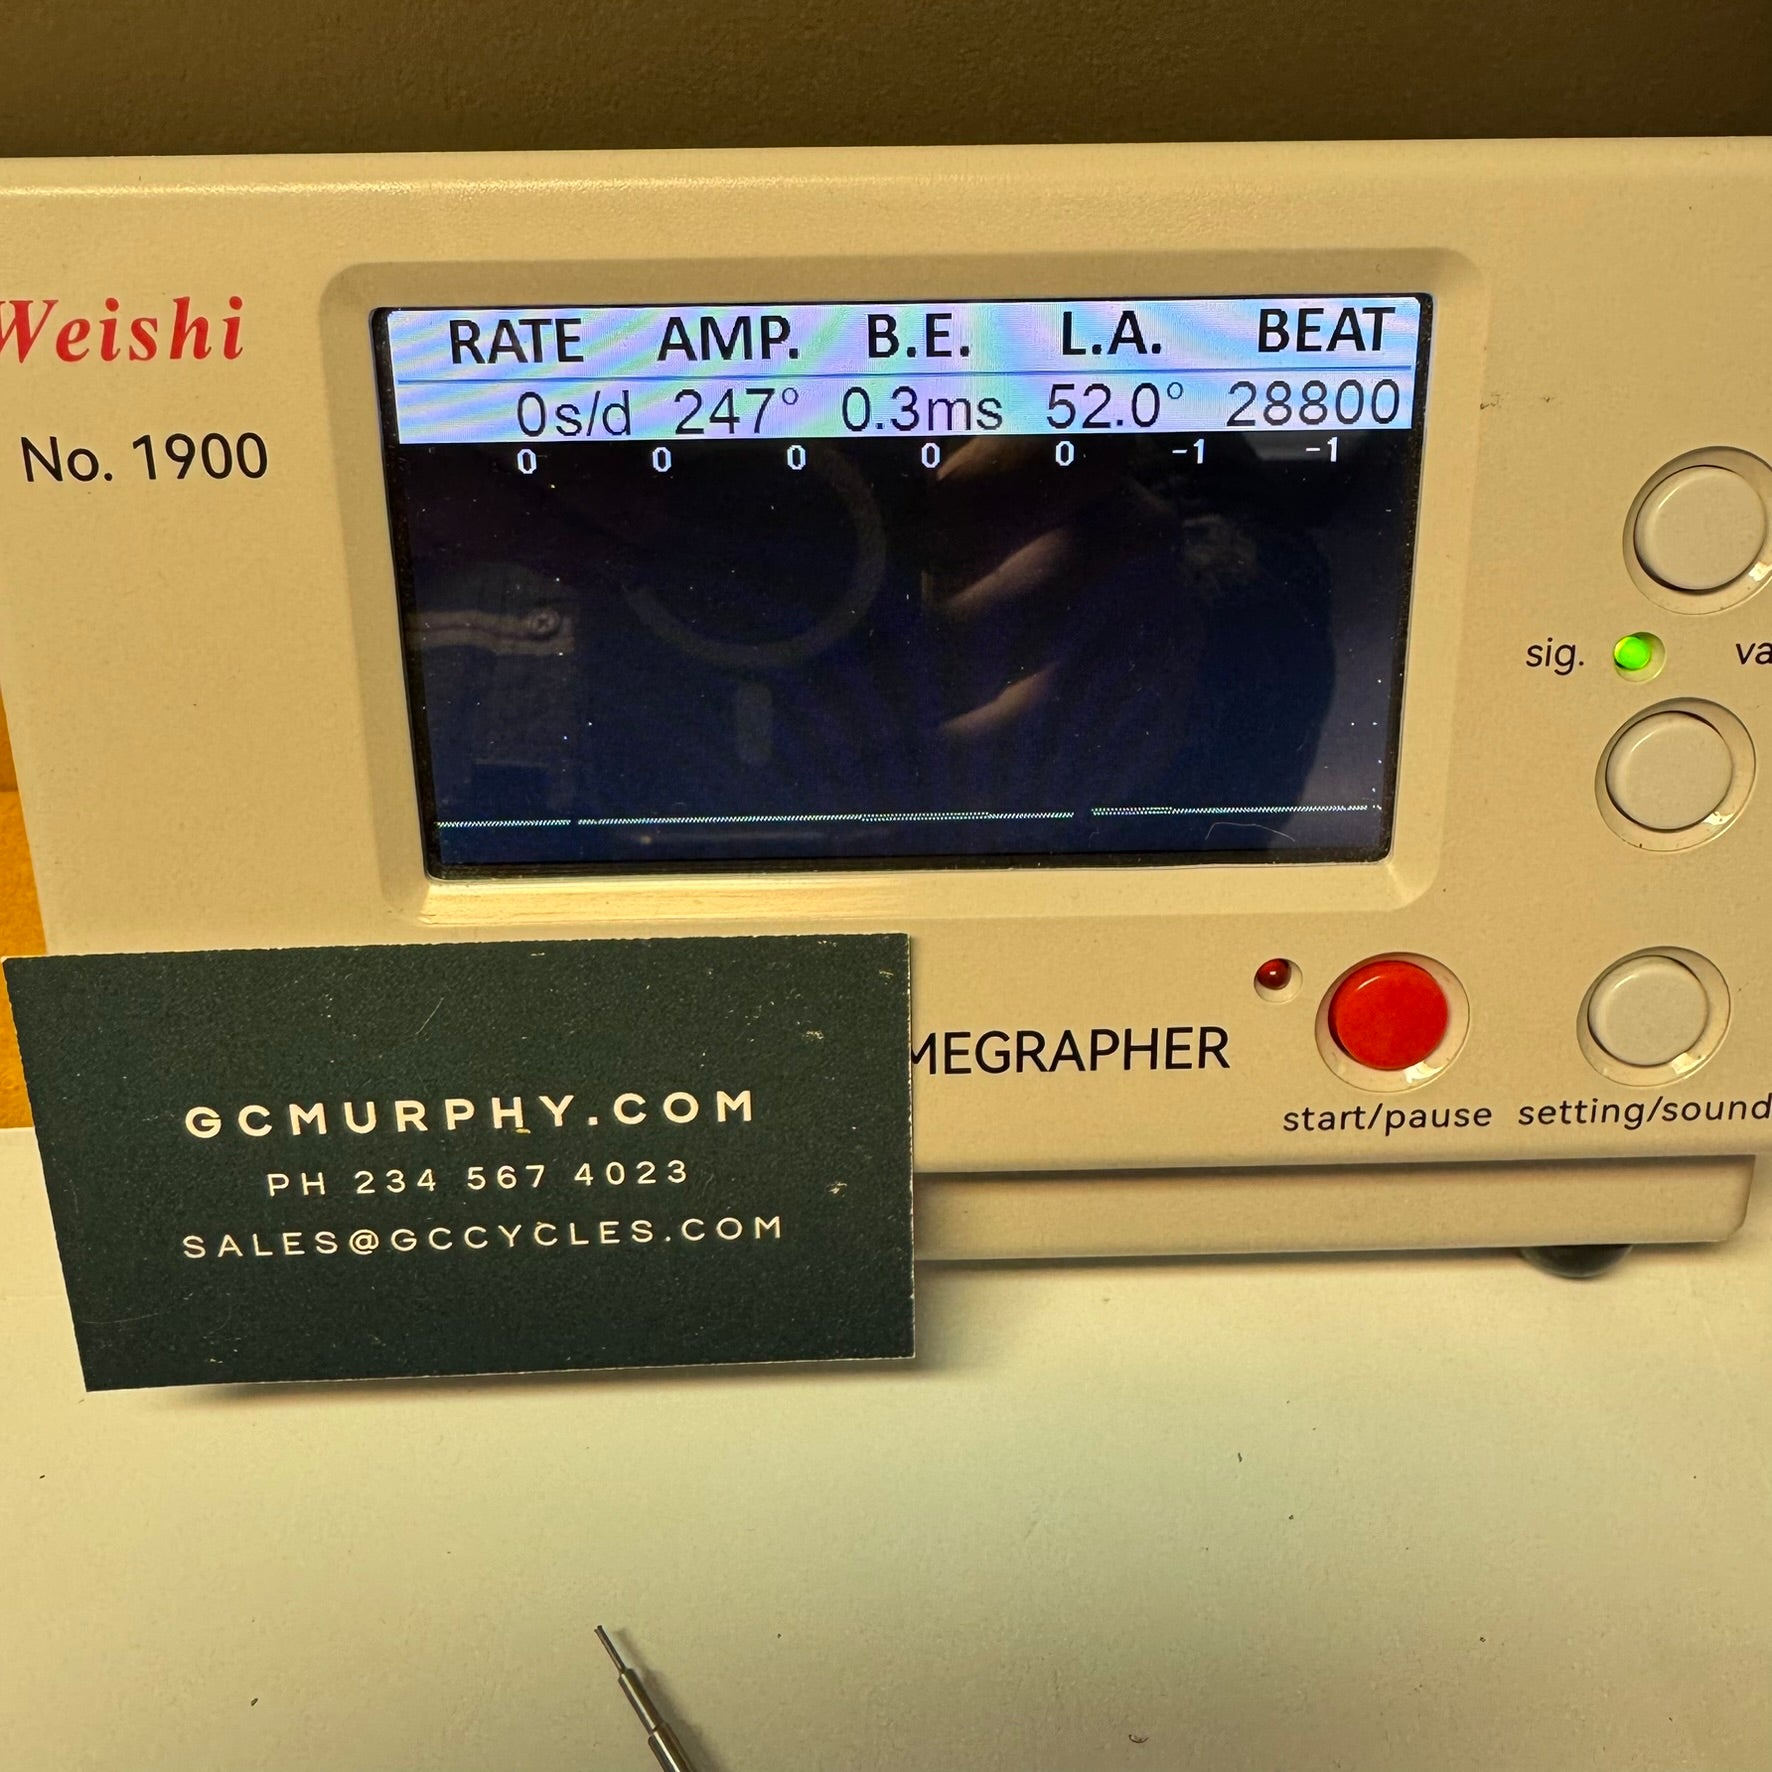 Weishi
No. 1900
RATE AMP. B.E. L.A. BEAT
0s/d 247° 0.3ms 52.0° 28800
0 0 0 0 0 -1 -1
sig.
MEGRAPHER
start/pause setting/sound
GCMURPHY.COM
PH 234 567 4023
SALES@GCCYCLES.COM